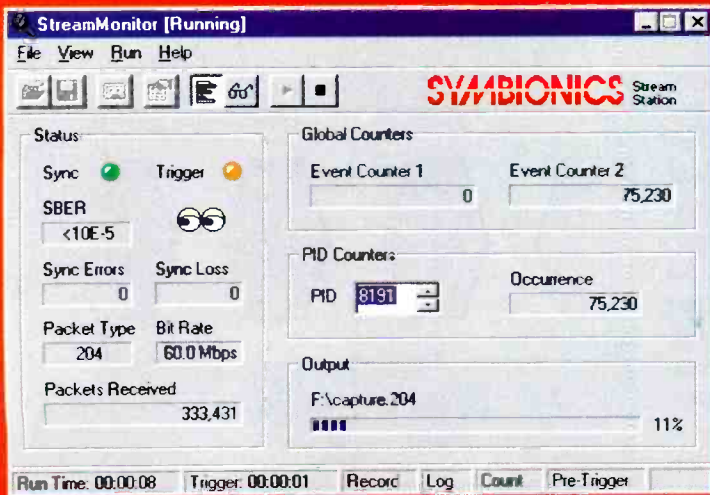 StreamMonitor [Running]
File View Run Help
SYMBIONICS Stream Station
Status
Sync Trigger
SBER
<10E-5
Sync Errors Sync Loss
0 0
Packet Type Bit Rate
204 60.0 Mbps
Packets Received
333,431
Global Counters
Event Counter 1 Event Counter 2
0 75,230
PID Counters
PID 8191 Occurrence
75,230
Output
F:\capture.204
11%
Run Time: 00:00:08 Trigger: 00:00:01 Record Log Count Pre-Trigger